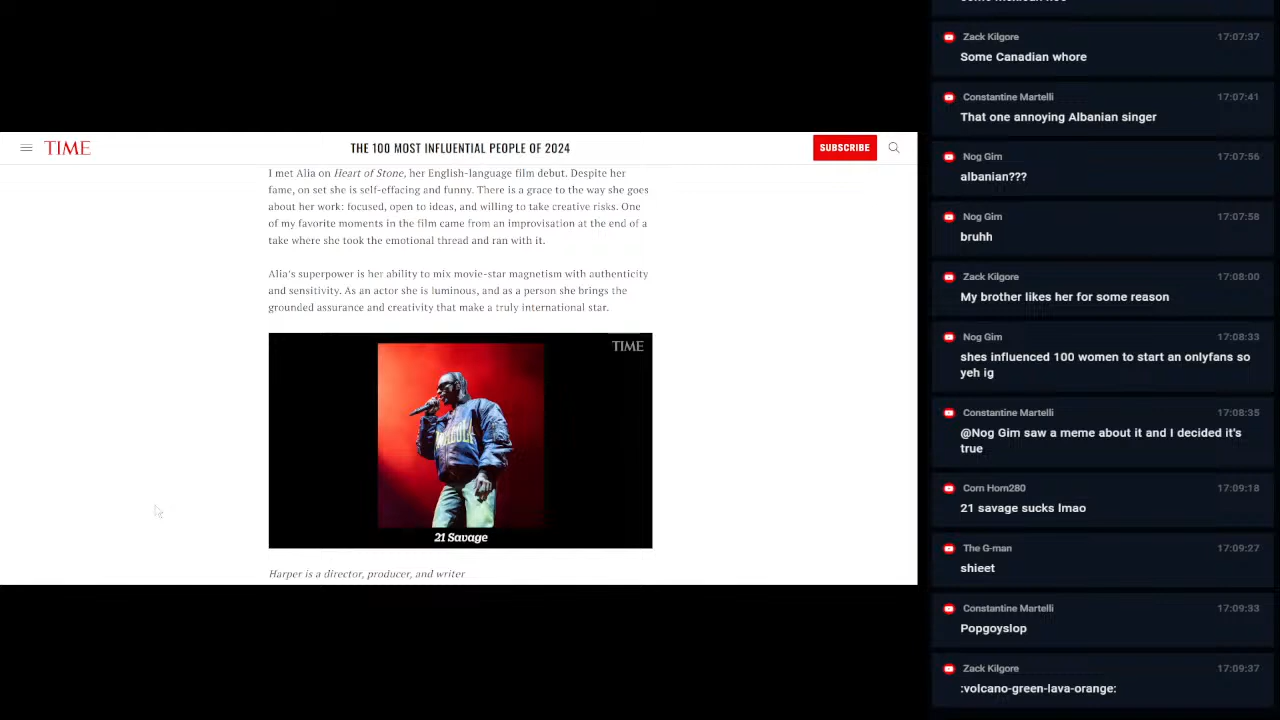 TIME
THE 100 MOST INFLUENTIAL PEOPLE OF 2024
SUBSCRIBE
I met Alia on Heart of Stone, her English-language film debut. Despite her
fame, on set she is self-effacing and funny. There is a grace to the way she goes
about her work: focused, open to ideas, and willing to take creative risks. One
of my favorite moments in the film came from an improvisation at the end of a
take where she took the emotional thread and ran with it.
Alia's superpower is her ability to mix movie-star magnetism with authenticity
and sensitivity. As an actor she is luminous, and as a person she brings the
grounded assurance and creativity that make a truly international star.
TIME
21 Savage
Harper is a director, producer, and writer
Zack Kilgore 17:07:37
Some Canadian whore
Constantine Martelli 17:07:41
That one annoying Albanian singer
Nog Gim 17:07:56
albanian???
Nog Gim 17:07:58
bruhh
Zack Kilgore 17:08:00
My brother likes her for some reason
Nog Gim 17:08:33
shes influenced 100 women to start an onlyfans so
yeh ig
Constantine Martelli 17:08:35
@Nog Gim saw a meme about it and I decided it's
true
Corn Horn280 17:09:18
21 savage sucks lmao
The G-man 17:09:27
shieet
Constantine Martelli 17:09:33
Popgoyslop
Zack Kilgore 17:09:37
:volcano-green-lava-orange: